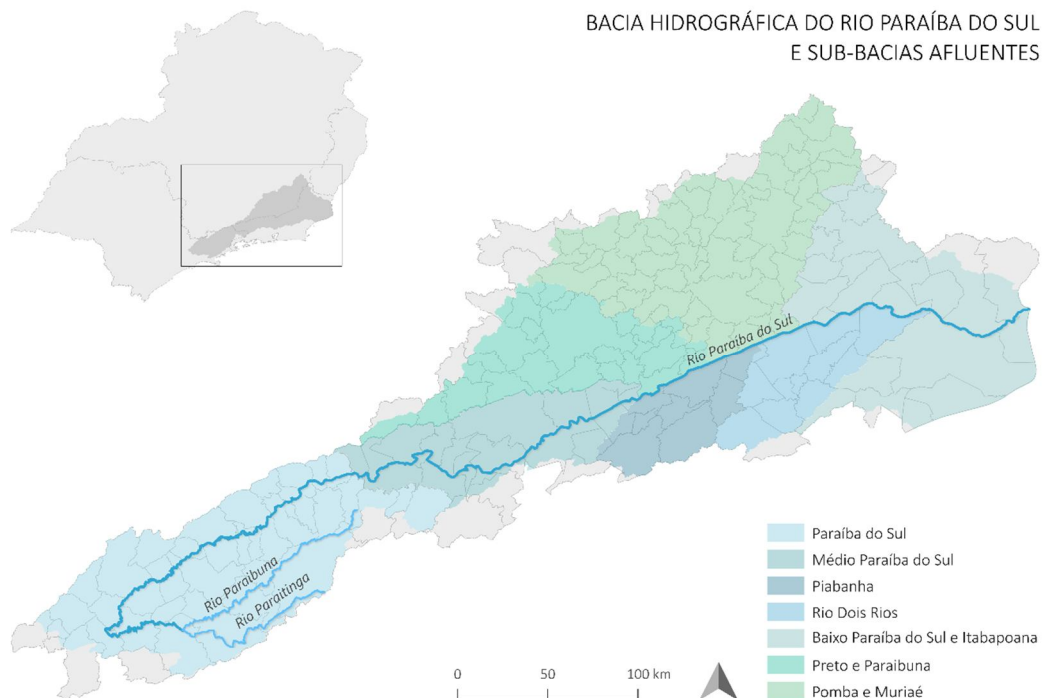 BACIA HIDROGRÁFICA DO RIO PARAÍBA DO SUL
E SUB-BACIAS AFLUENTES
Rio Paraíba do Sul
Rio Paraibuna
Rio Paraitinga
Paraíba do Sul
Médio Paraíba do Sul
Piabanha
Rio Dois Rios
Baixo Paraíba do Sul e Itabapoana
Preto e Paraibuna
Pomba e Muriaé
0 50 100 km